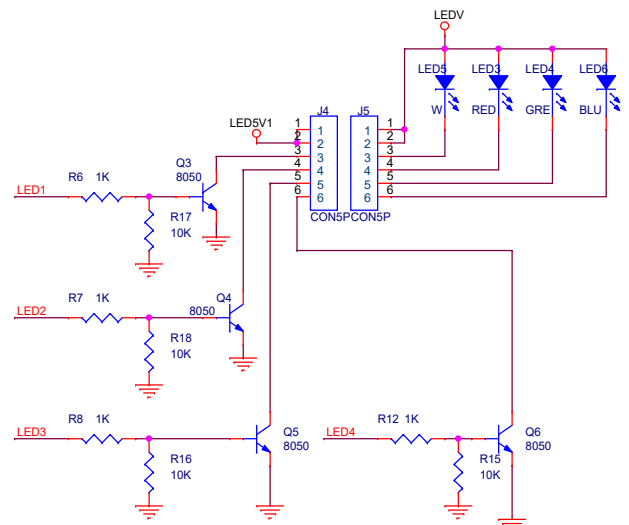 LEDV
LED5 LED3 LED4 LED6
W RED GRE BLU
J4 J5
LED5V1
1 1 1 1
2 2 2 2
3 3 3 3
4 4 4 4
5 5 5 5
6 6 6 6
CON5P CON5P
Q3
8050
R6 1K
LED1
R17
10K
Q4
8050
R7 1K
LED2
R18
10K
R8 1K
LED3
R16
10K
Q5
8050
R12 1K
LED4
R15
10K
Q6
8050